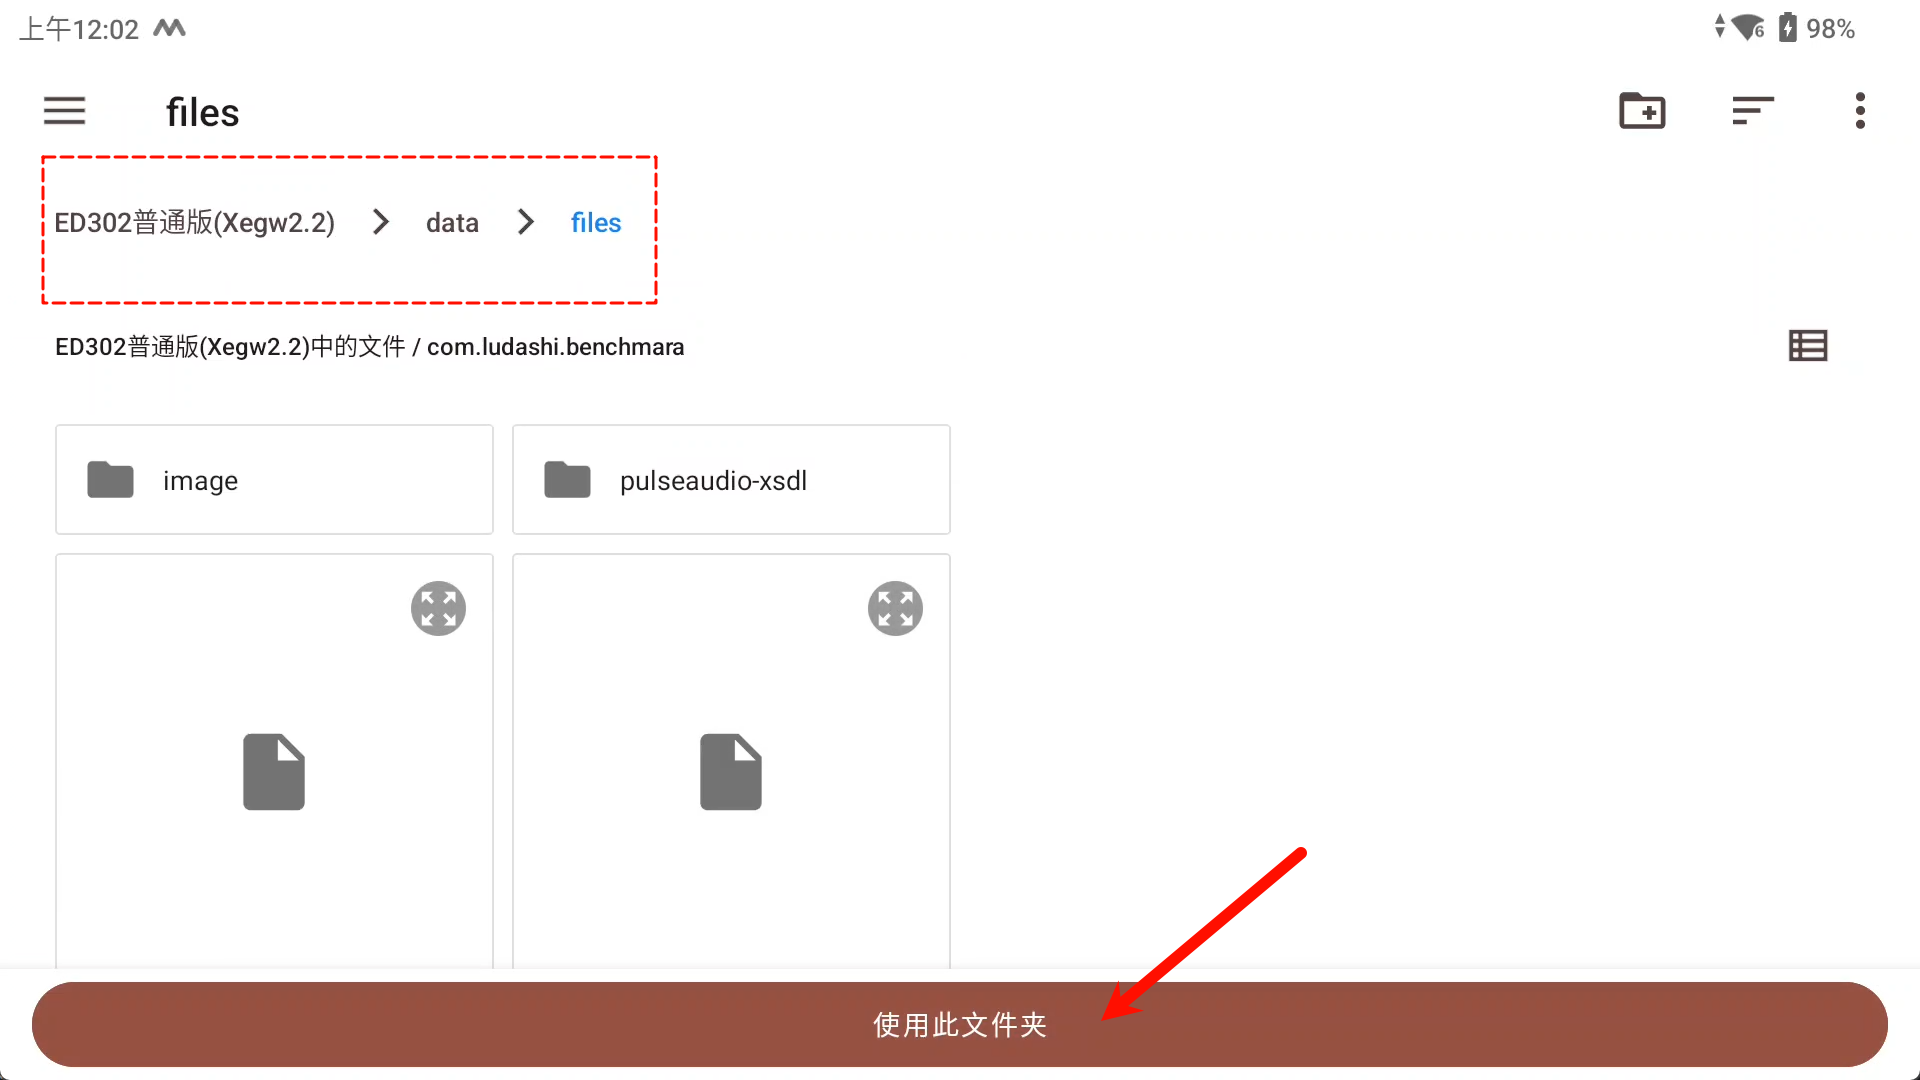 上午12:02
6 98%
files
ED302普通版(Xegw2.2) data files
ED302普通版(Xegw2.2)中的文件 / com.ludashi.benchmara
image
pulseaudio-xsdl
使用此文件夹